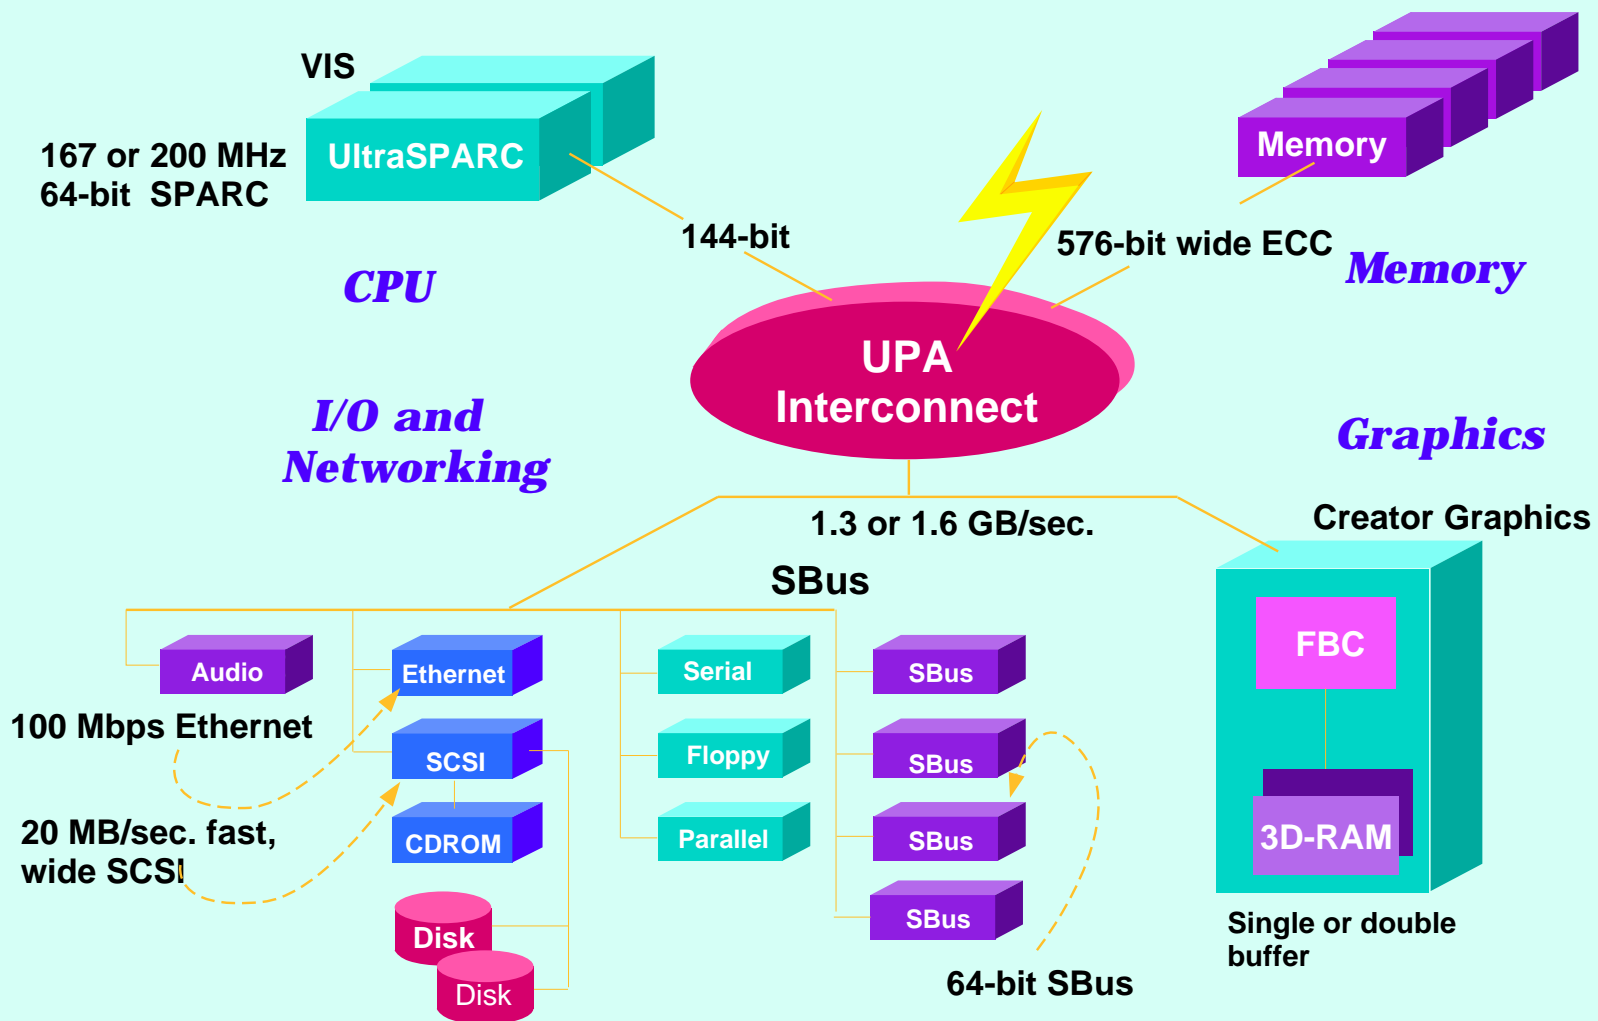 VIS
167 or 200 MHz
64-bit SPARC
UltraSPARC
Memory
144-bit
576-bit wide ECC
CPU
Memory
UPA
Interconnect
I/O and
Networking
Graphics
1.3 or 1.6 GB/sec.
Creator Graphics
SBus
Audio
Ethernet
Serial
SBus
FBC
100 Mbps Ethernet
SCSI
Floppy
SBus
20 MB/sec. fast,
wide SCSI
CDROM
Parallel
SBus
3D-RAM
SBus
Disk
Disk
64-bit SBus
Single or double
buffer